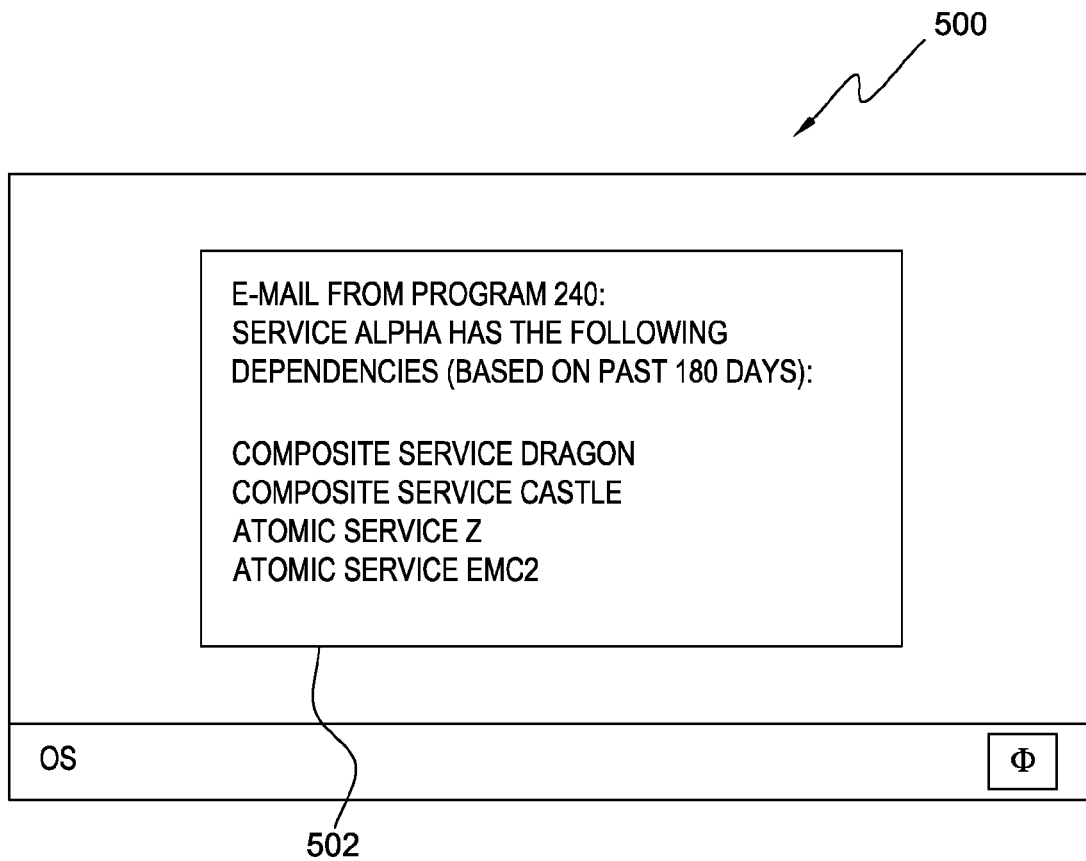 500
E-MAIL FROM PROGRAM 240:
SERVICE ALPHA HAS THE FOLLOWING
DEPENDENCIES (BASED ON PAST 180 DAYS):
COMPOSITE SERVICE DRAGON
COMPOSITE SERVICE CASTLE
ATOMIC SERVICE Z
ATOMIC SERVICE EMC2
OS
Φ
502